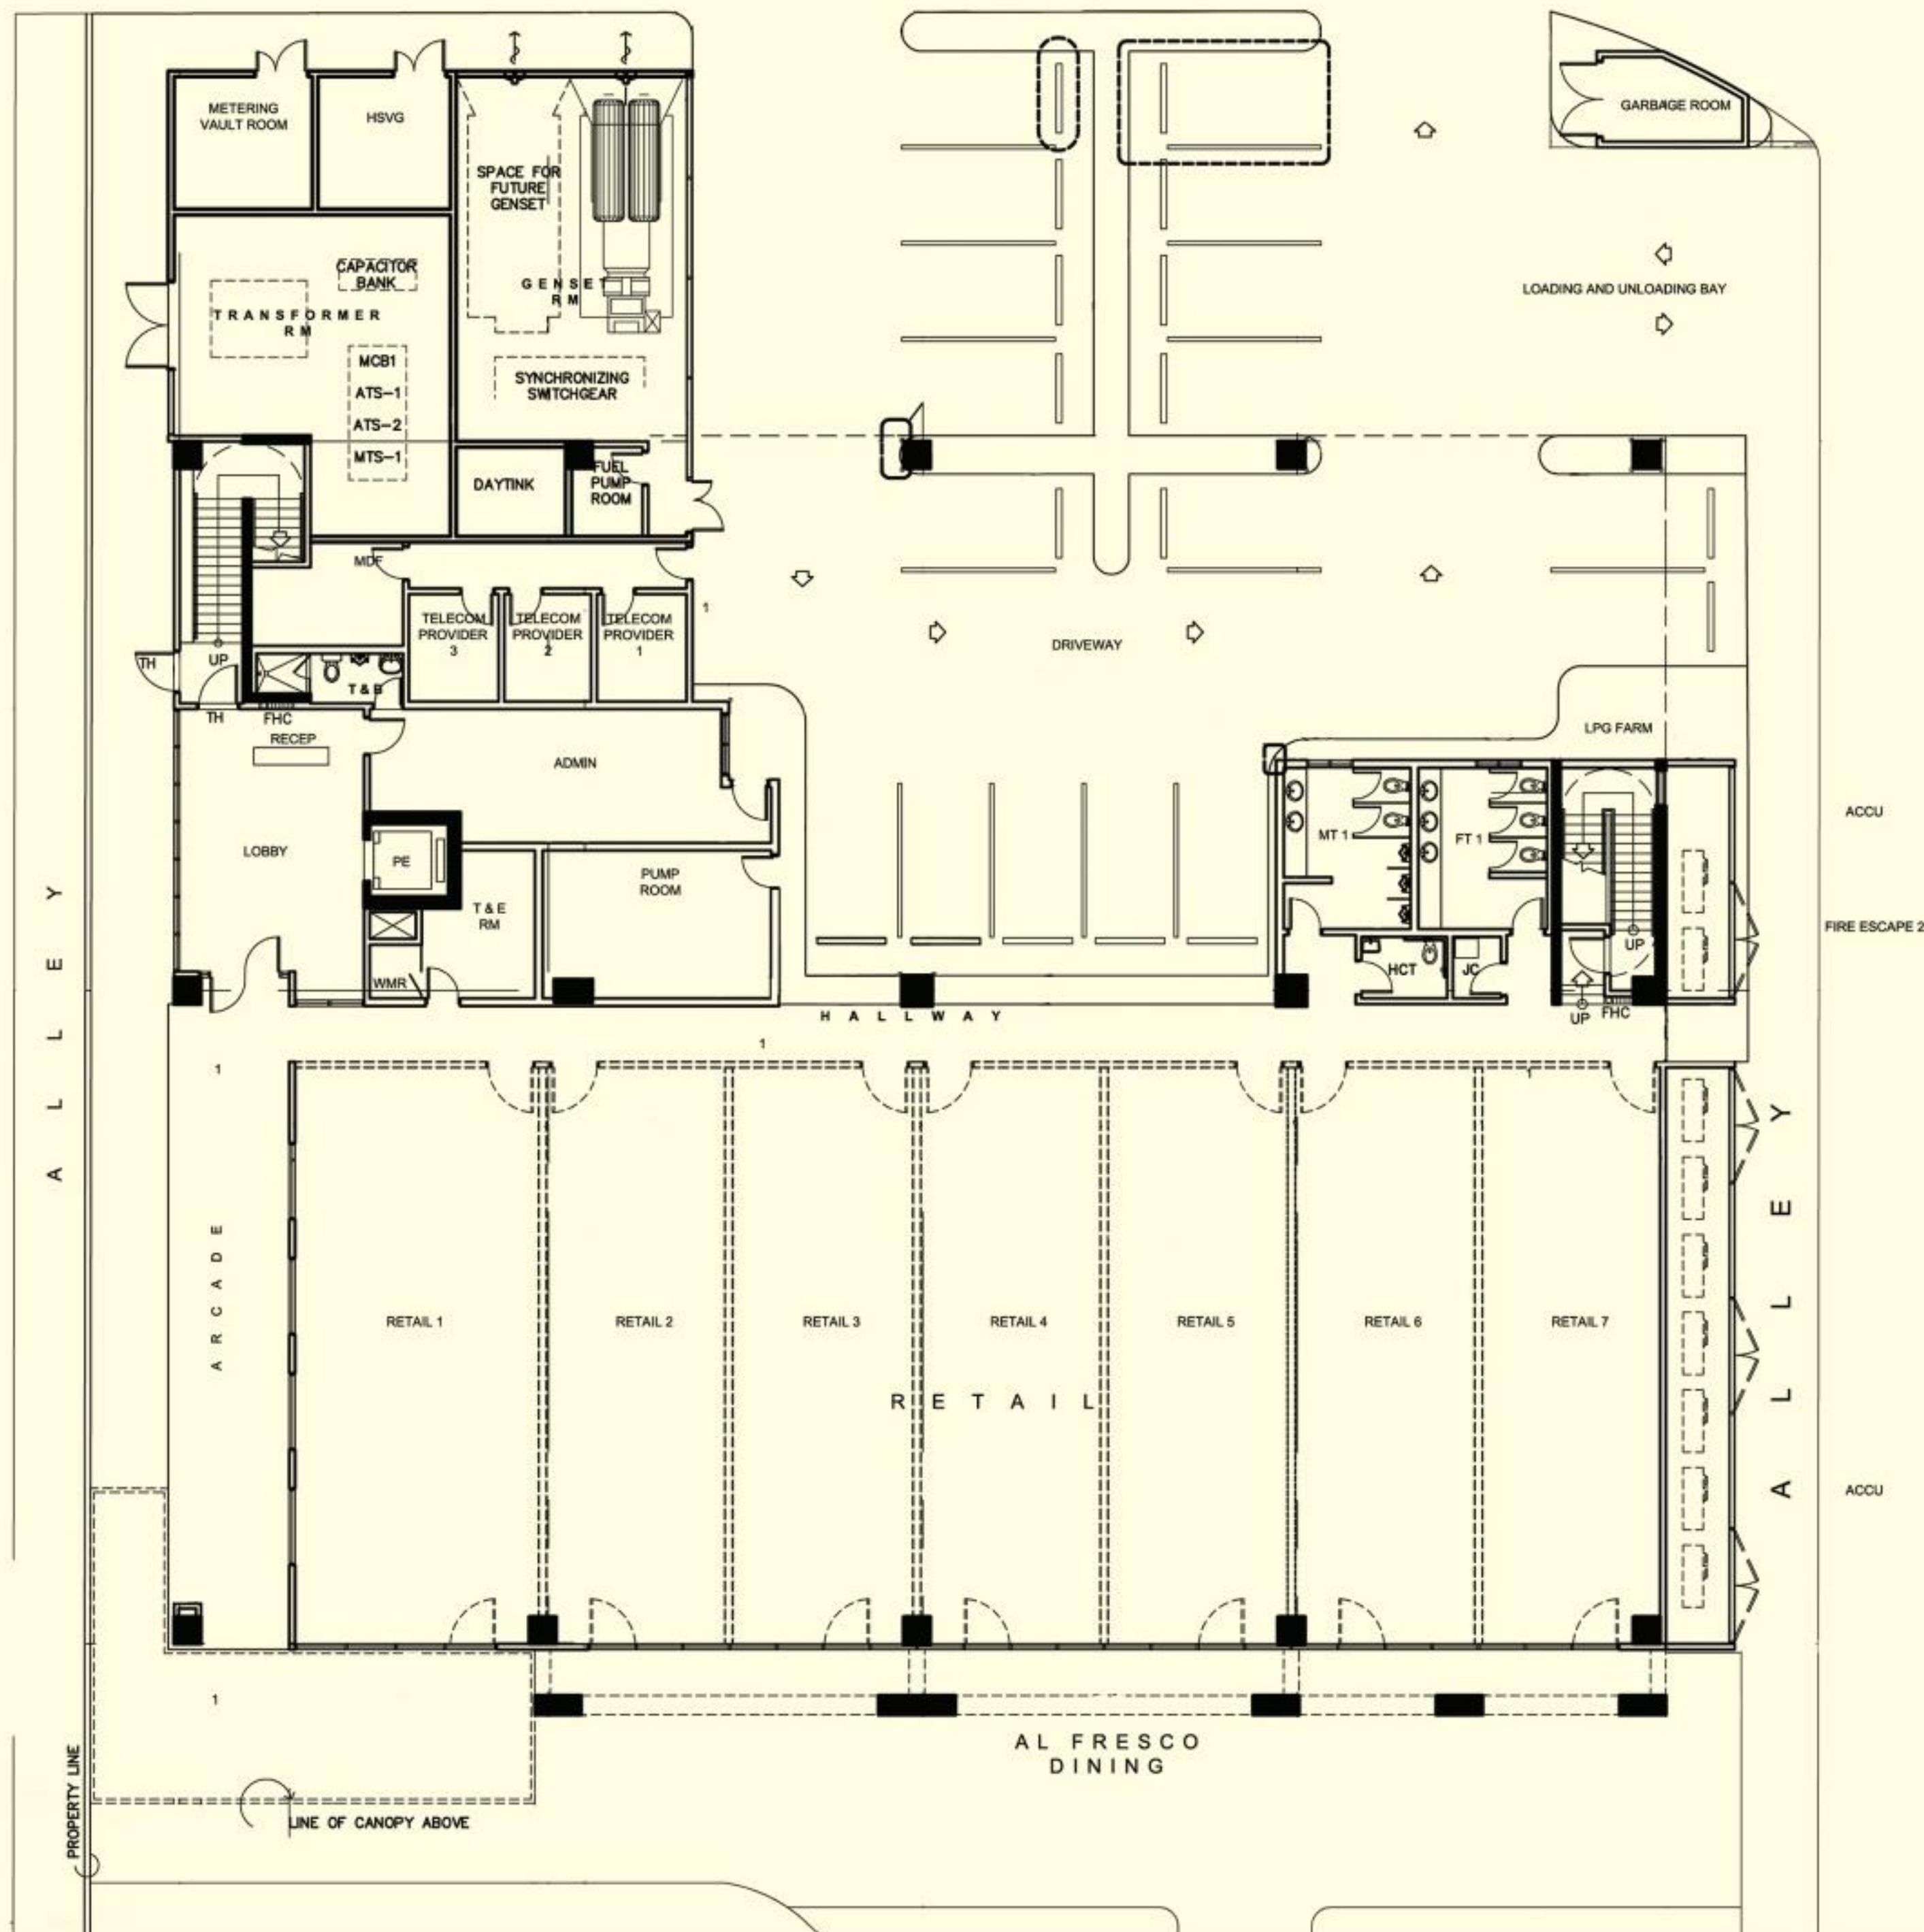 METERING
VAULT ROOM
HSVG
GARBAGE ROOM
SPACE FOR
FUTURE
GENSET
CAPACITOR
BANK
GENSET
RM
TRANSFORMER
RM
LOADING AND UNLOADING BAY
MCB1
ATS-1
ATS-2
MTS-1
SYNCHRONIZING
SWITCHGEAR
DAYTINK
FUEL
PUMP
ROOM
MDF
TELECOM
PROVIDER
3
TELECOM
PROVIDER
2
TELECOM
PROVIDER
1
1
DRIVEWAY
TH
UP
T & B
TH
FHC
RECEP
ADMIN
LPG FARM
LOBBY
PE
PUMP
ROOM
T & E
RM
WMR
MT 1
FT 1
ACCU
FIRE ESCAPE 2
UP
HCT
JC
UP
FHC
HALLWAY
1
1
1
ALLEY
ARCADE
RETAIL 1
RETAIL 2
RETAIL 3
RETAIL 4
RETAIL 5
RETAIL 6
RETAIL 7
RETAIL
ALLEY
ACCU
1
AL FRESCO
DINING
PROPERTY LINE
LINE OF CANOPY ABOVE